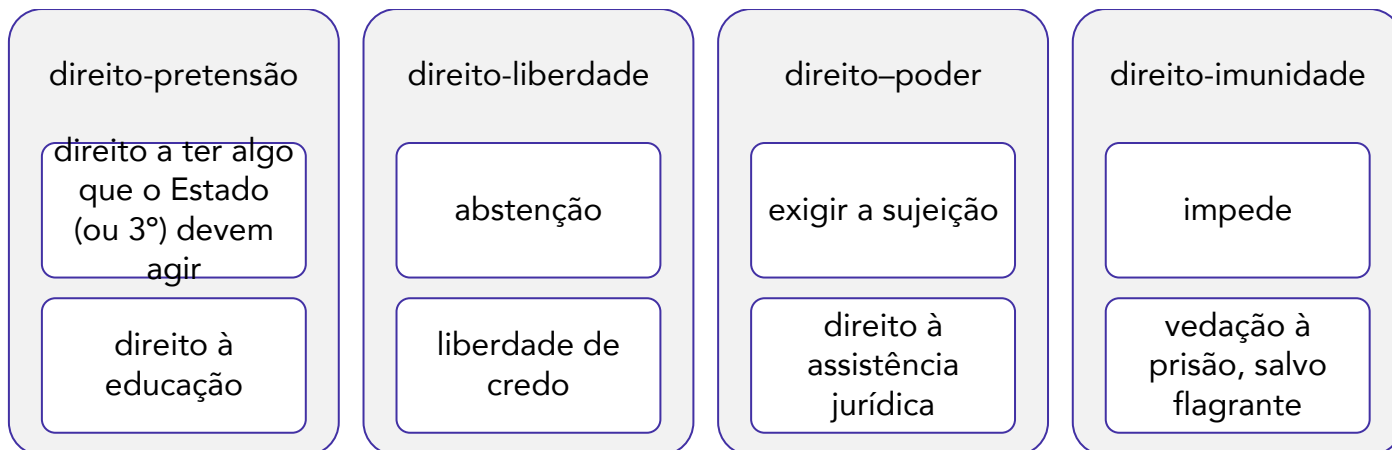 direito-pretensão
direito a ter algo
que o Estado
(ou 3º) devem
agir
direito à
educação
direito-liberdade
abstenção
liberdade de
credo
direito–poder
exigir a sujeição
direito à
assistência
jurídica
direito-imunidade
impede
vedação à
prisão, salvo
flagrante